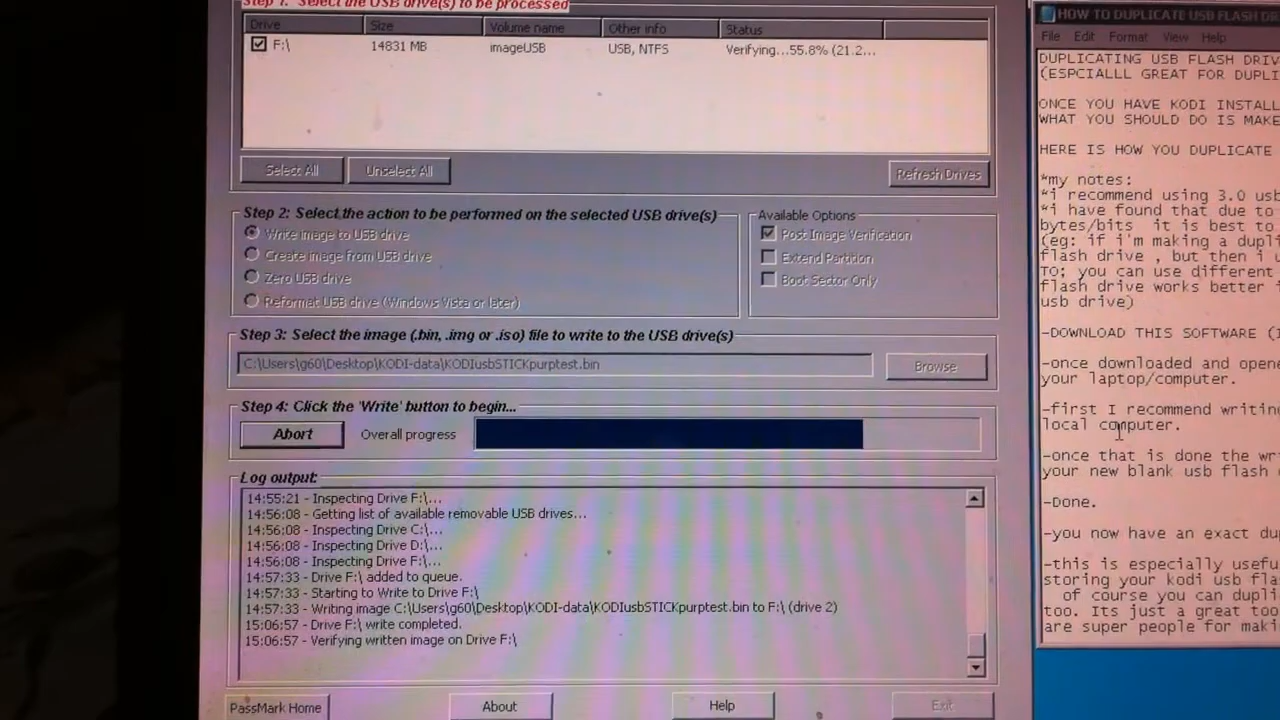 Step 1: Select the USB drive(s) to be processed
Drive Size Volume name Other info Status
F:\ 14831 MB imageUSB USB, NTFS Verifying...55.8% (21.2...
Select All Unselect All Refresh Drives
Step 2: Select the action to be performed on the selected USB drive(s)
Write image to USB drive
Create image from USB drive
Zero USB drive
Reformat USB drive (Windows Vista or later)
Available Options
Post Image Verification
Extend Partition
Boot Sector Only
Step 3: Select the image (.bin, .img or .iso) file to write to the USB drive(s)
C:\Users\g60\Desktop\KODI-data\KODIusbSTICKpurptest.bin
Browse
Step 4: Click the 'Write' button to begin...
Abort Overall progress
Log output:
14:55:21 - Inspecting Drive F:\...
14:56:08 - Getting list of available removable USB drives...
14:56:08 - Inspecting Drive C:\...
14:56:08 - Inspecting Drive D:\...
14:56:08 - Inspecting Drive F:\...
14:57:33 - Drive F:\ added to queue.
14:57:33 - Starting to Write to Drive F:\
14:57:33 - Writing image C:\Users\g60\Desktop\KODI-data\KODIusbSTICKpurptest.bin to F:\ (drive 2)
15:06:57 - Drive F:\ write completed.
15:06:57 - Verifying written image on Drive F:\
PassMark Home About Help Exit
HOW TO DUPLICATE USB FLASH DR
File Edit Format View Help
DUPLICATING USB FLASH DRIV
(ESPCIALLL GREAT FOR DUPLI
ONCE YOU HAVE KODI INSTALL
WHAT YOU SHOULD DO IS MAKE
HERE IS HOW YOU DUPLICATE
*my notes:
*i recommend using 3.0 usb
*i have found that due to
bytes/bits it is best to
(eg: if i'm making a dupli
flash drive , but then i u
TO; you can use different
flash drive works better i
usb drive)
-DOWNLOAD THIS SOFTWARE (I
-once downloaded and opene
your laptop/computer.
-first I recommend writing
local computer.
-once that is done the wri
your new blank usb flash
-Done.
-you now have an exact du
-this is especially useful
storing your kodi usb fla
of course you can dupli
too. Its just a great too
are super people for makin